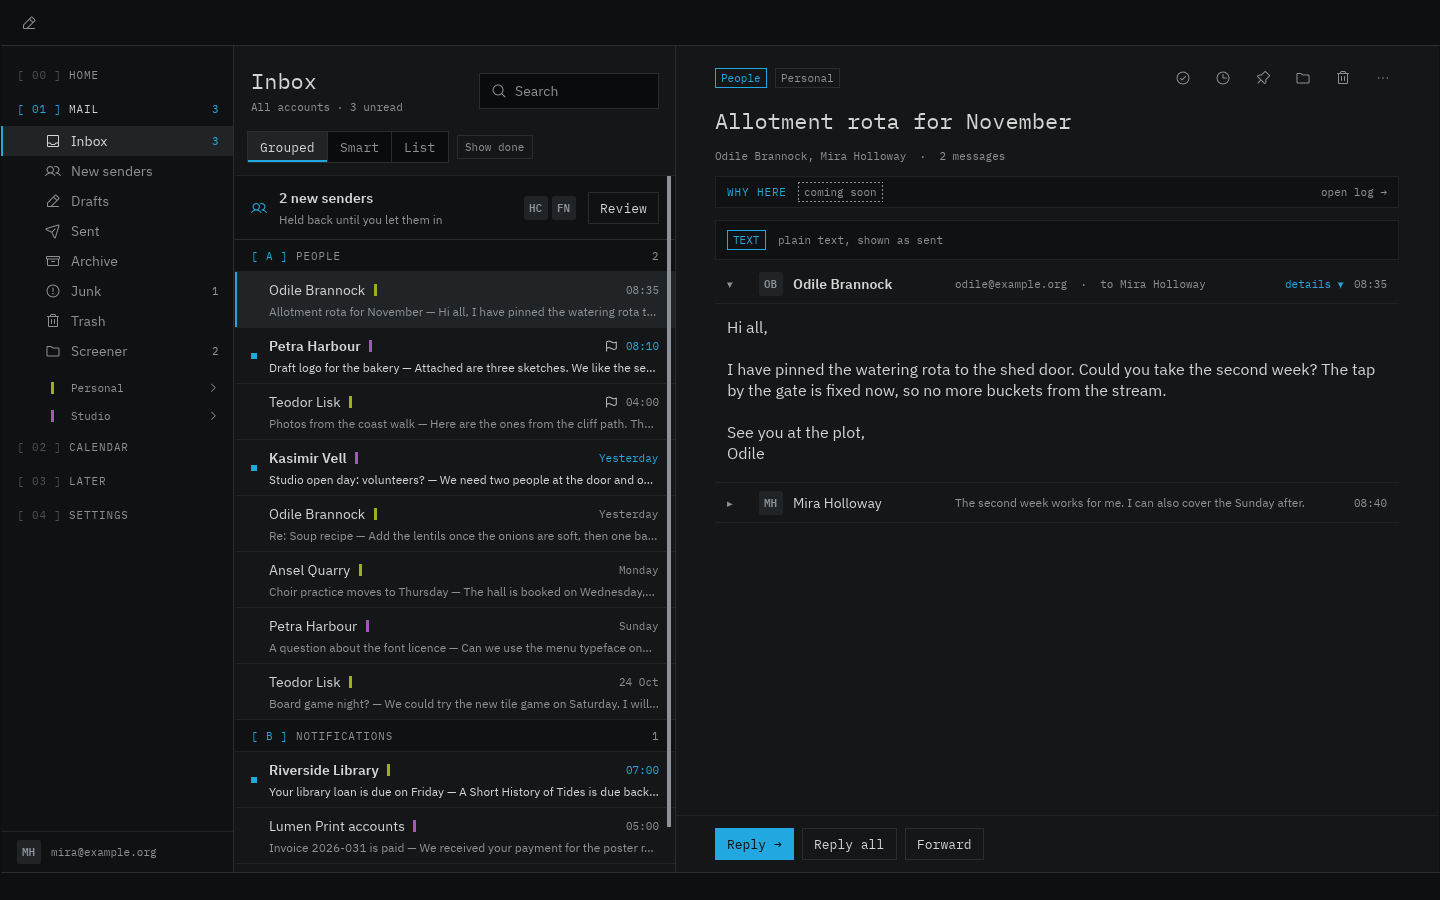 [ 00 ] HOME
[ 01 ] MAIL 3
Inbox 3
New senders
Drafts
Sent
Archive
Junk 1
Trash
Screener 2
Personal
Studio
[ 02 ] CALENDAR
[ 03 ] LATER
[ 04 ] SETTINGS
MH mira@example.org
Inbox
All accounts · 3 unread
Search
Grouped Smart List Show done
2 new senders
Held back until you let them in
HC FN Review
[ A ] PEOPLE 2
Odile Brannock 08:35
Allotment rota for November — Hi all, I have pinned the watering rota t…
Petra Harbour 08:10
Draft logo for the bakery — Attached are three sketches. We like the se…
Teodor Lisk 04:00
Photos from the coast walk — Here are the ones from the cliff path. Th…
Kasimir Vell Yesterday
Studio open day: volunteers? — We need two people at the door and o…
Odile Brannock Yesterday
Re: Soup recipe — Add the lentils once the onions are soft, then one ba…
Ansel Quarry Monday
Choir practice moves to Thursday — The hall is booked on Wednesday,…
Petra Harbour Sunday
A question about the font licence — Can we use the menu typeface on…
Teodor Lisk 24 Oct
Board game night? — We could try the new tile game on Saturday. I will…
[ B ] NOTIFICATIONS 1
Riverside Library 07:00
Your library loan is due on Friday — A Short History of Tides is due back…
Lumen Print accounts 05:00
Invoice 2026-031 is paid — We received your payment for the poster r…
People Personal
Allotment rota for November
Odile Brannock, Mira Holloway · 2 messages
WHY HERE coming soon open log →
TEXT plain text, shown as sent
▾ OB Odile Brannock odile@example.org · to Mira Holloway details ▾ 08:35
Hi all,
I have pinned the watering rota to the shed door. Could you take the second week? The tap
by the gate is fixed now, so no more buckets from the stream.
See you at the plot,
Odile
▸ MH Mira Holloway The second week works for me. I can also cover the Sunday after. 08:40
Reply → Reply all Forward